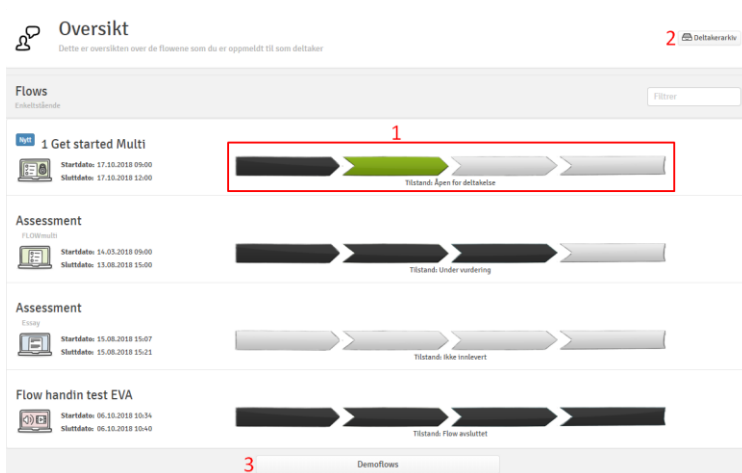 Oversikt
Dette er oversikten over de flowene som du er oppmeldt til som deltaker
2 Deltakerarkiv
Flows
Enkeltstående
Filtrer
1
Nytt 1 Get started Multi
Startdato: 17.10.2018 09:00
Sluttdato: 17.10.2018 12:00
Tilstand: Åpen for deltakelse
Assessment
FLOWmulti
Startdato: 14.03.2018 09:00
Sluttdato: 13.08.2018 15:00
Tilstand: Under vurdering
Assessment
Essay
Startdato: 15.08.2018 15:07
Sluttdato: 15.08.2018 15:21
Tilstand: Ikke innlevert
Flow handin test EVA
Startdato: 06.10.2018 10:34
Sluttdato: 06.10.2018 10:40
Tilstand: Flow avsluttet
3 Demoflows